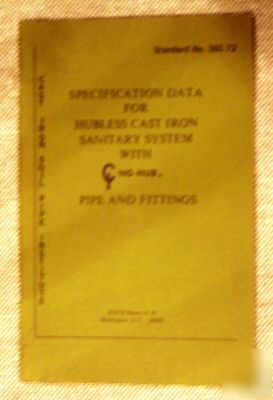 Standard No. 301-72
SPECIFICATION DATA
FOR
HUBLESS CAST IRON
SANITARY SYSTEM
WITH
NO-HUB.
PIPE AND FITTINGS
CAST IRON SOIL PIPE INSTITUTE
Washington, D.C.